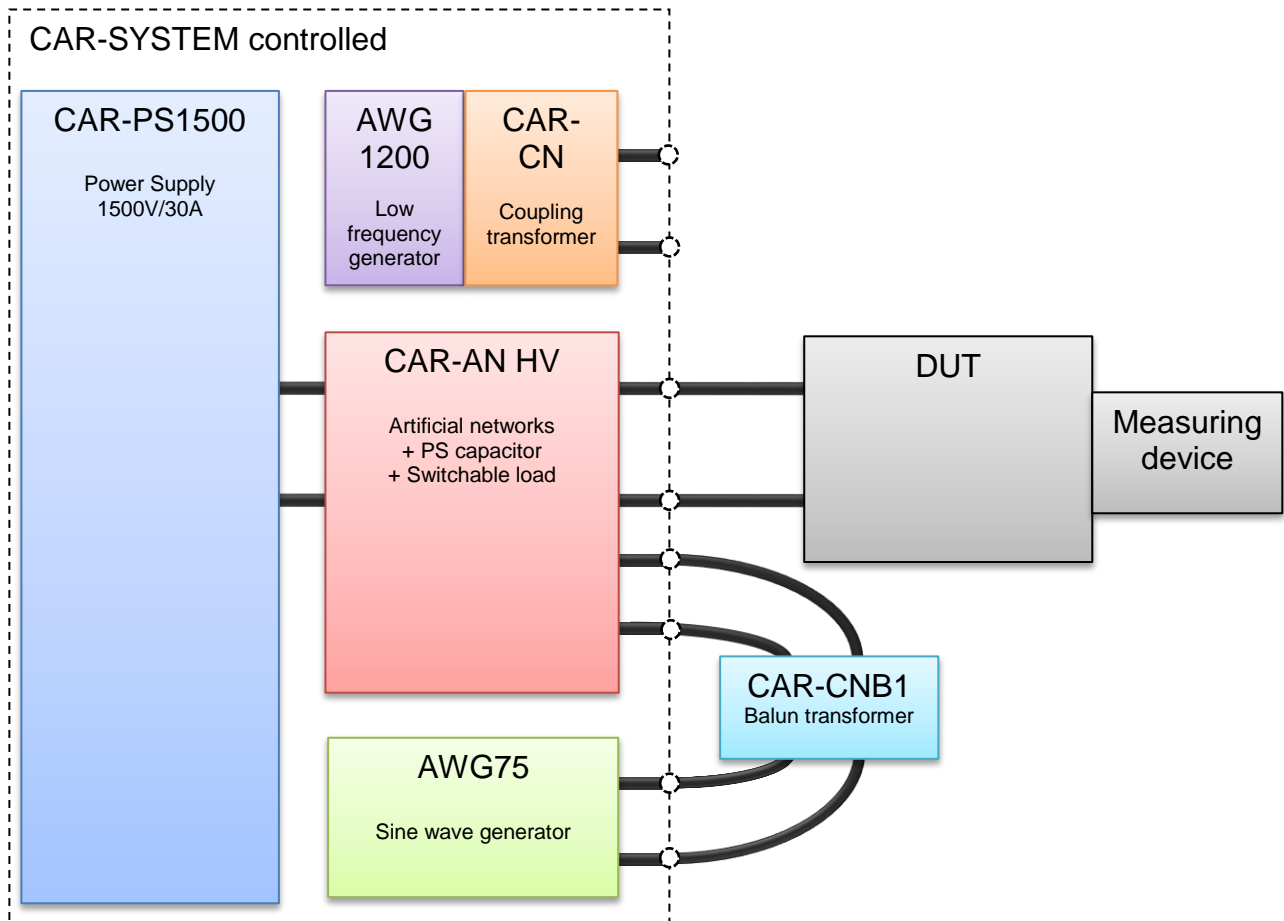 CAR-SYSTEM controlled
CAR-PS1500
Power Supply
1500V/30A
AWG
1200
Low
frequency
generator
CAR-
CN
Coupling
transformer
CAR-AN HV
Artificial networks
+ PS capacitor
+ Switchable load
DUT
Measuring
device
CAR-CNB1
Balun transformer
AWG75
Sine wave generator